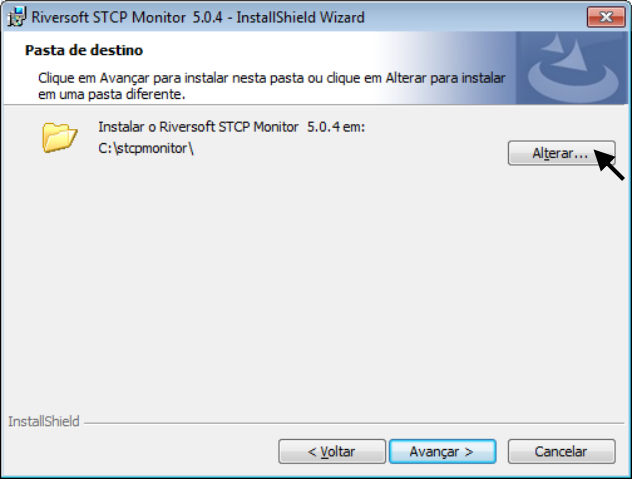 Riversoft STCP Monitor 5.0.4 - InstallShield Wizard
Pasta de destino
Clique em Avançar para instalar nesta pasta ou clique em Alterar para instalar
em uma pasta diferente.
Instalar o Riversoft STCP Monitor 5.0.4 em:
C:\stcpmonitor\
Alterar...
InstallShield
< Voltar
Avançar >
Cancelar